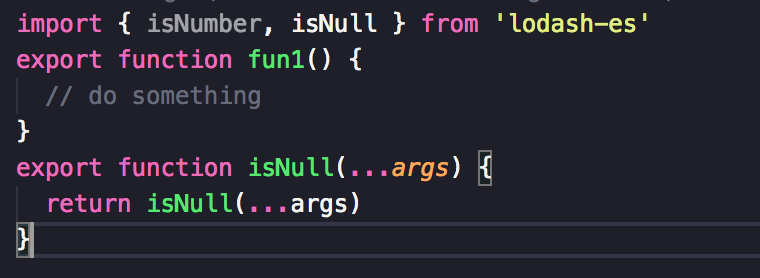 import { isNumber, isNull } from 'lodash-es'
export function fun1() {
  // do something
}
export function isNull(...args) {
  return isNull(...args)
}